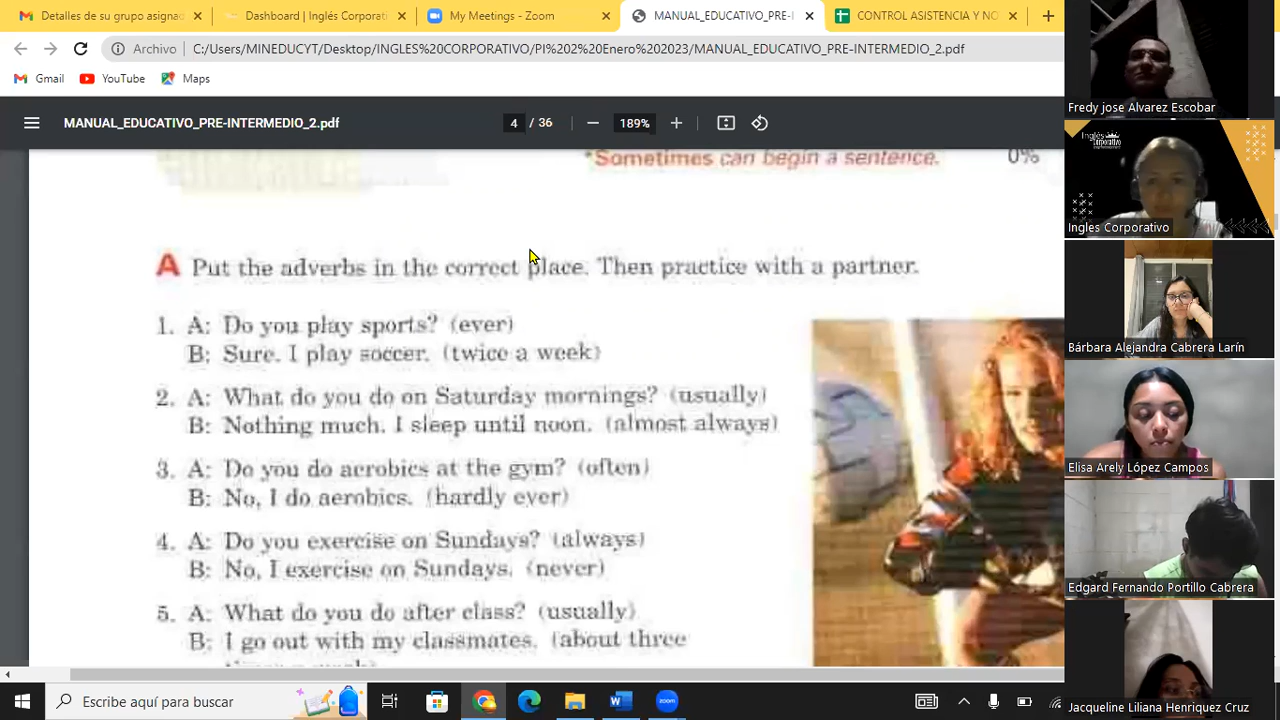 Detalles de su grupo asignad
Dashboard | Inglés Corporati
My Meetings - Zoom
MANUAL_EDUCATIVO_PRE-I
CONTROL ASISTENCIA Y NO
Archivo
C:/Users/MINEDUCYT/Desktop/INGLES%20CORPORATIVO/PI%202%20Enero%202023/MANUAL_EDUCATIVO_PRE-INTERMEDIO_2.pdf
Gmail
YouTube
Maps
MANUAL_EDUCATIVO_PRE-INTERMEDIO_2.pdf
4 / 36
189%
*Sometimes can begin a sentence.
0%
A Put the adverbs in the correct place. Then practice with a partner.
1. A: Do you play sports? (ever)
B: Sure. I play soccer. (twice a week)
2. A: What do you do on Saturday mornings? (usually)
B: Nothing much. I sleep until noon. (almost always)
3. A: Do you do aerobics at the gym? (often)
B: No, I do aerobics. (hardly ever)
4. A: Do you exercise on Sundays? (always)
B: No, I exercise on Sundays. (never)
5. A: What do you do after class? (usually)
B: I go out with my classmates. (about three
Fredy jose Alvarez Escobar
Inglés
Corporativo
Ingles Corporativo
Bárbara Alejandra Cabrera Larín
Elisa Arely López Campos
Edgard Fernando Portillo Cabrera
Jacqueline Liliana Henriquez Cruz
Escribe aquí para buscar
zoom